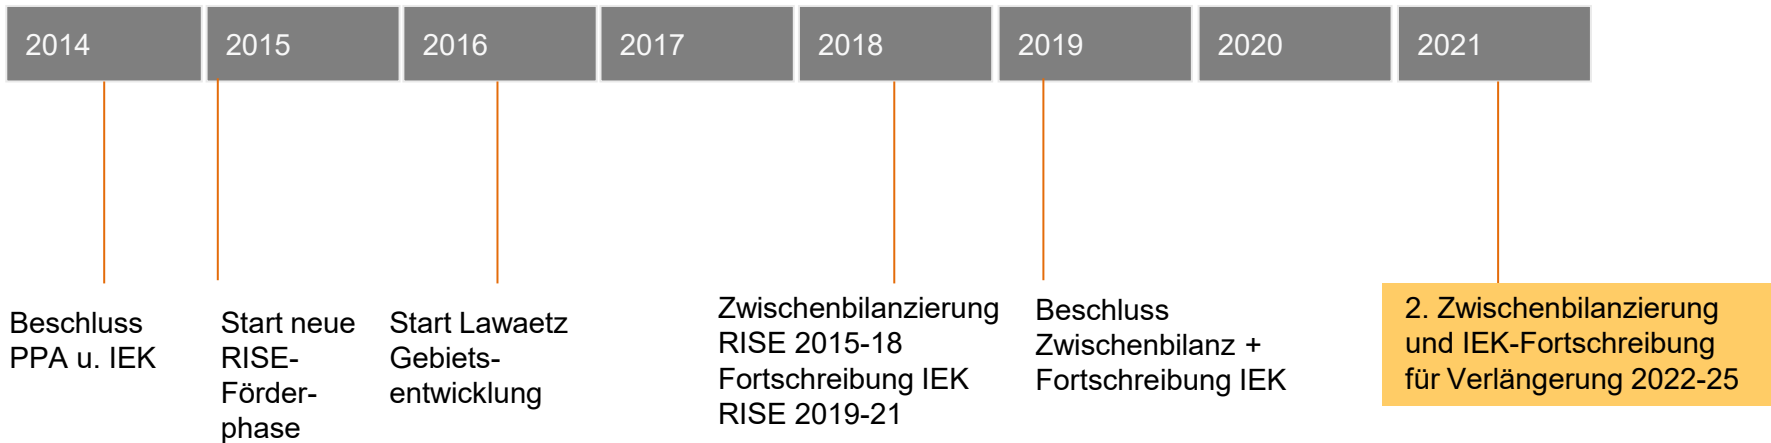 2014
2015
2016
2017
2018
2019
2020
2021
Beschluss
PPA u. IEK
Start neue
RISE-
Förder-
phase
Start Lawaetz
Gebiets-
entwicklung
Zwischenbilanzierung
RISE 2015-18
Fortschreibung IEK
RISE 2019-21
Beschluss
Zwischenbilanz +
Fortschreibung IEK
2. Zwischenbilanzierung
und IEK-Fortschreibung
für Verlängerung 2022-25